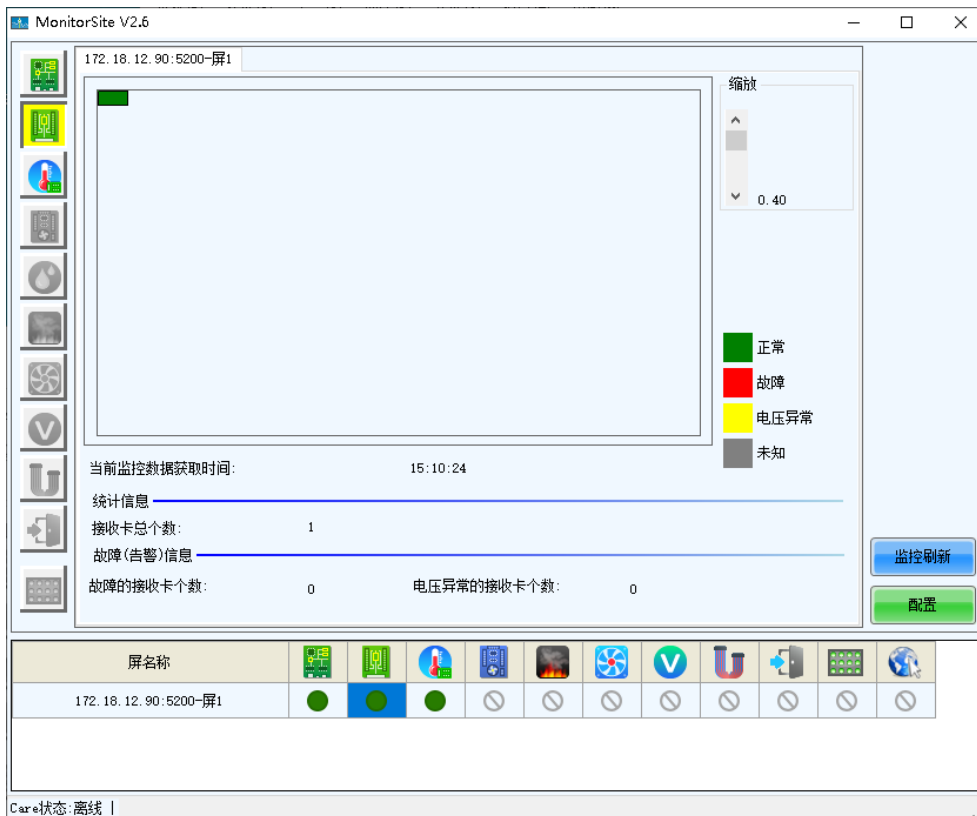 MonitorSite V2.6
172.18.12.90:5200-屏1
缩放
0.40
正常
故障
电压异常
未知
当前监控数据获取时间: 15:10:24
统计信息
接收卡总个数: 1
故障(告警)信息
故障的接收卡个数: 0 电压异常的接收卡个数: 0
监控刷新
配置
屏名称
172.18.12.90:5200-屏1
Care状态:离线